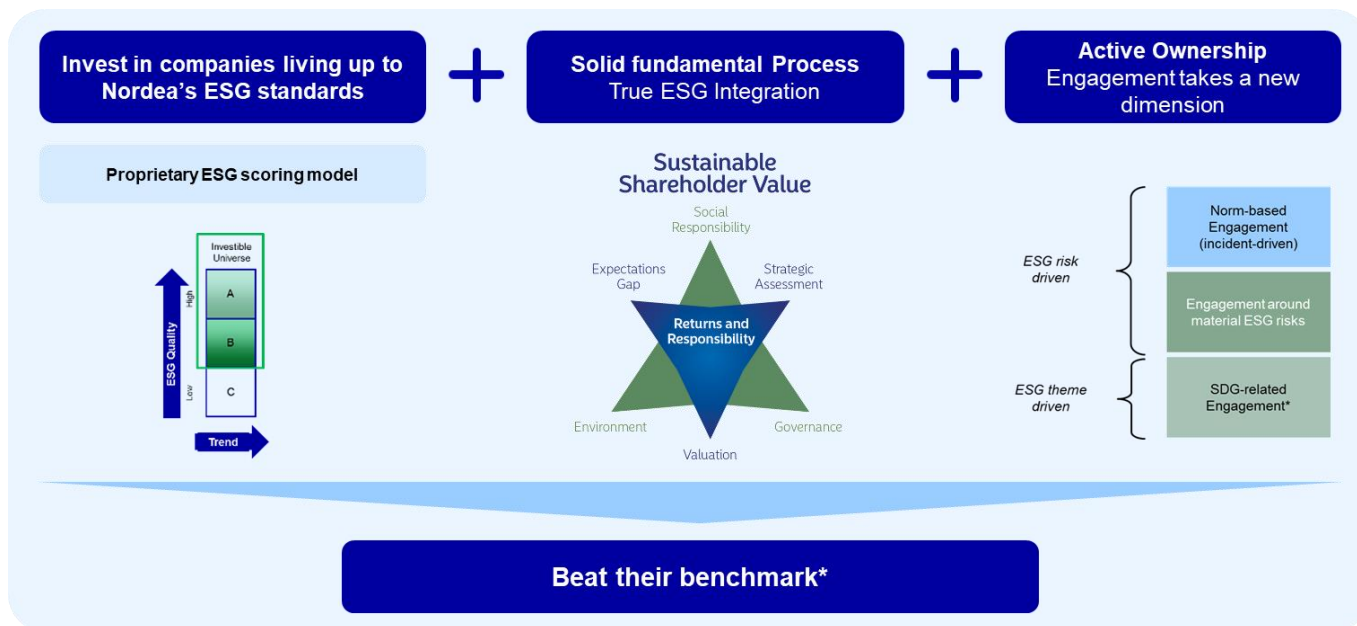 Invest in companies living up to
Nordea's ESG standards
Solid fundamental Process
True ESG Integration
Active Ownership
Engagement takes a new
dimension
Proprietary ESG scoring model
Investible
Universe
A
B
C
High
Low
ESG Quality
Trend
Sustainable
Shareholder Value
Social
Responsibility
Expectations
Gap
Strategic
Assessment
Returns and
Responsibility
Environment
Governance
Valuation
ESG risk
driven
Norm-based
Engagement
(incident-driven)
Engagement around
material ESG risks
ESG theme
driven
SDG-related
Engagement*
Beat their benchmark*